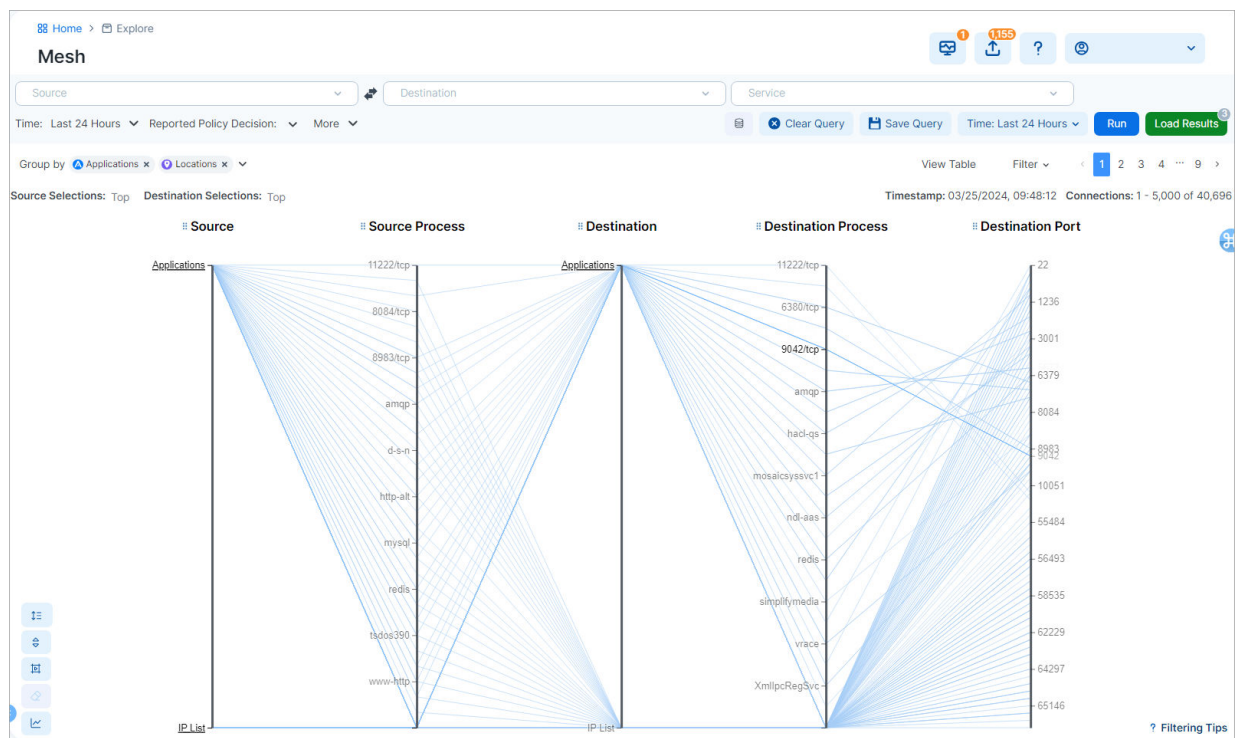 Home > Explore
Mesh
1
1,155
?
Source
Destination
Service
Time: Last 24 Hours
Reported Policy Decision:
More
Clear Query
Save Query
Time: Last 24 Hours
Run
Load Results
3
Group by
Applications ×
Locations ×
View Table
Filter
< 1 2 3 4 ... 9 >
Source Selections: Top
Destination Selections: Top
Timestamp: 03/25/2024, 09:48:12
Connections: 1 - 5,000 of 40,696
Source
Source Process
Destination
Destination Process
Destination Port
Applications
IP List
11222/tcp
8084/tcp
8983/tcp
amqp
d-s-n
http-alt
mysql
redis
tsdos390
www-http
Applications
IP List
11222/tcp
6380/tcp
9042/tcp
amqp
hacl-qs
mosaicsyssvc1
ndl-aas
redis
simplifymedia
vrace
XmlIpcRegSvc
22
1236
3001
6379
8084
8983
9042
10051
55484
56493
58535
62229
64297
65146
? Filtering Tips